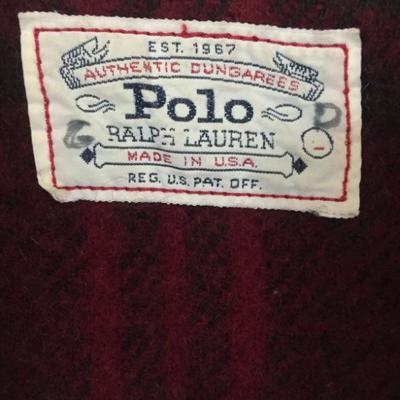 EST. 1967
AUTHENTIC DUNGAREES
Polo
RALPH LAUREN
MADE IN U.S.A.
REG. U.S. PAT. OFF.